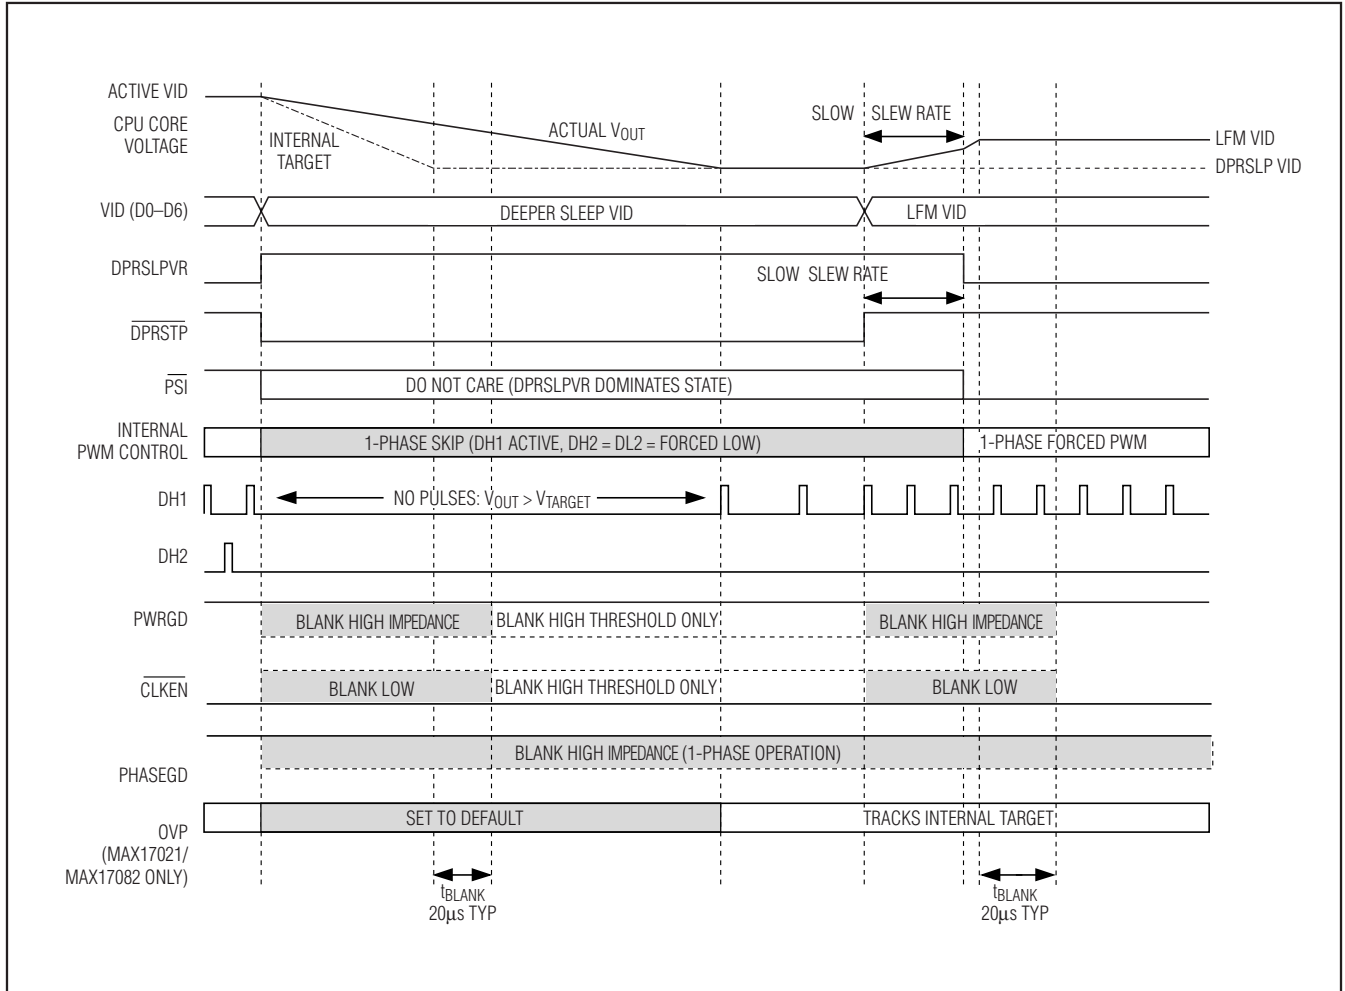 ACTIVE VID
CPU CORE
VOLTAGE
INTERNAL
TARGET
ACTUAL VOUT
SLOW SLEW RATE
LFM VID
DPRSLP VID
VID (D0–D6)
DEEPER SLEEP VID
LFM VID
DPRSLPVR
SLOW SLEW RATE
DPRSTP
PSI
DO NOT CARE (DPRSLPVR DOMINATES STATE)
INTERNAL
PWM CONTROL
1-PHASE SKIP (DH1 ACTIVE, DH2 = DL2 = FORCED LOW)
1-PHASE FORCED PWM
DH1
NO PULSES: VOUT > VTARGET
DH2
PWRGD
BLANK HIGH IMPEDANCE
BLANK HIGH THRESHOLD ONLY
BLANK HIGH IMPEDANCE
CLKEN
BLANK LOW
BLANK HIGH THRESHOLD ONLY
BLANK LOW
PHASEGD
BLANK HIGH IMPEDANCE (1-PHASE OPERATION)
OVP
(MAX17021/
MAX17082 ONLY)
SET TO DEFAULT
TRACKS INTERNAL TARGET
tBLANK
20μs TYP
tBLANK
20μs TYP